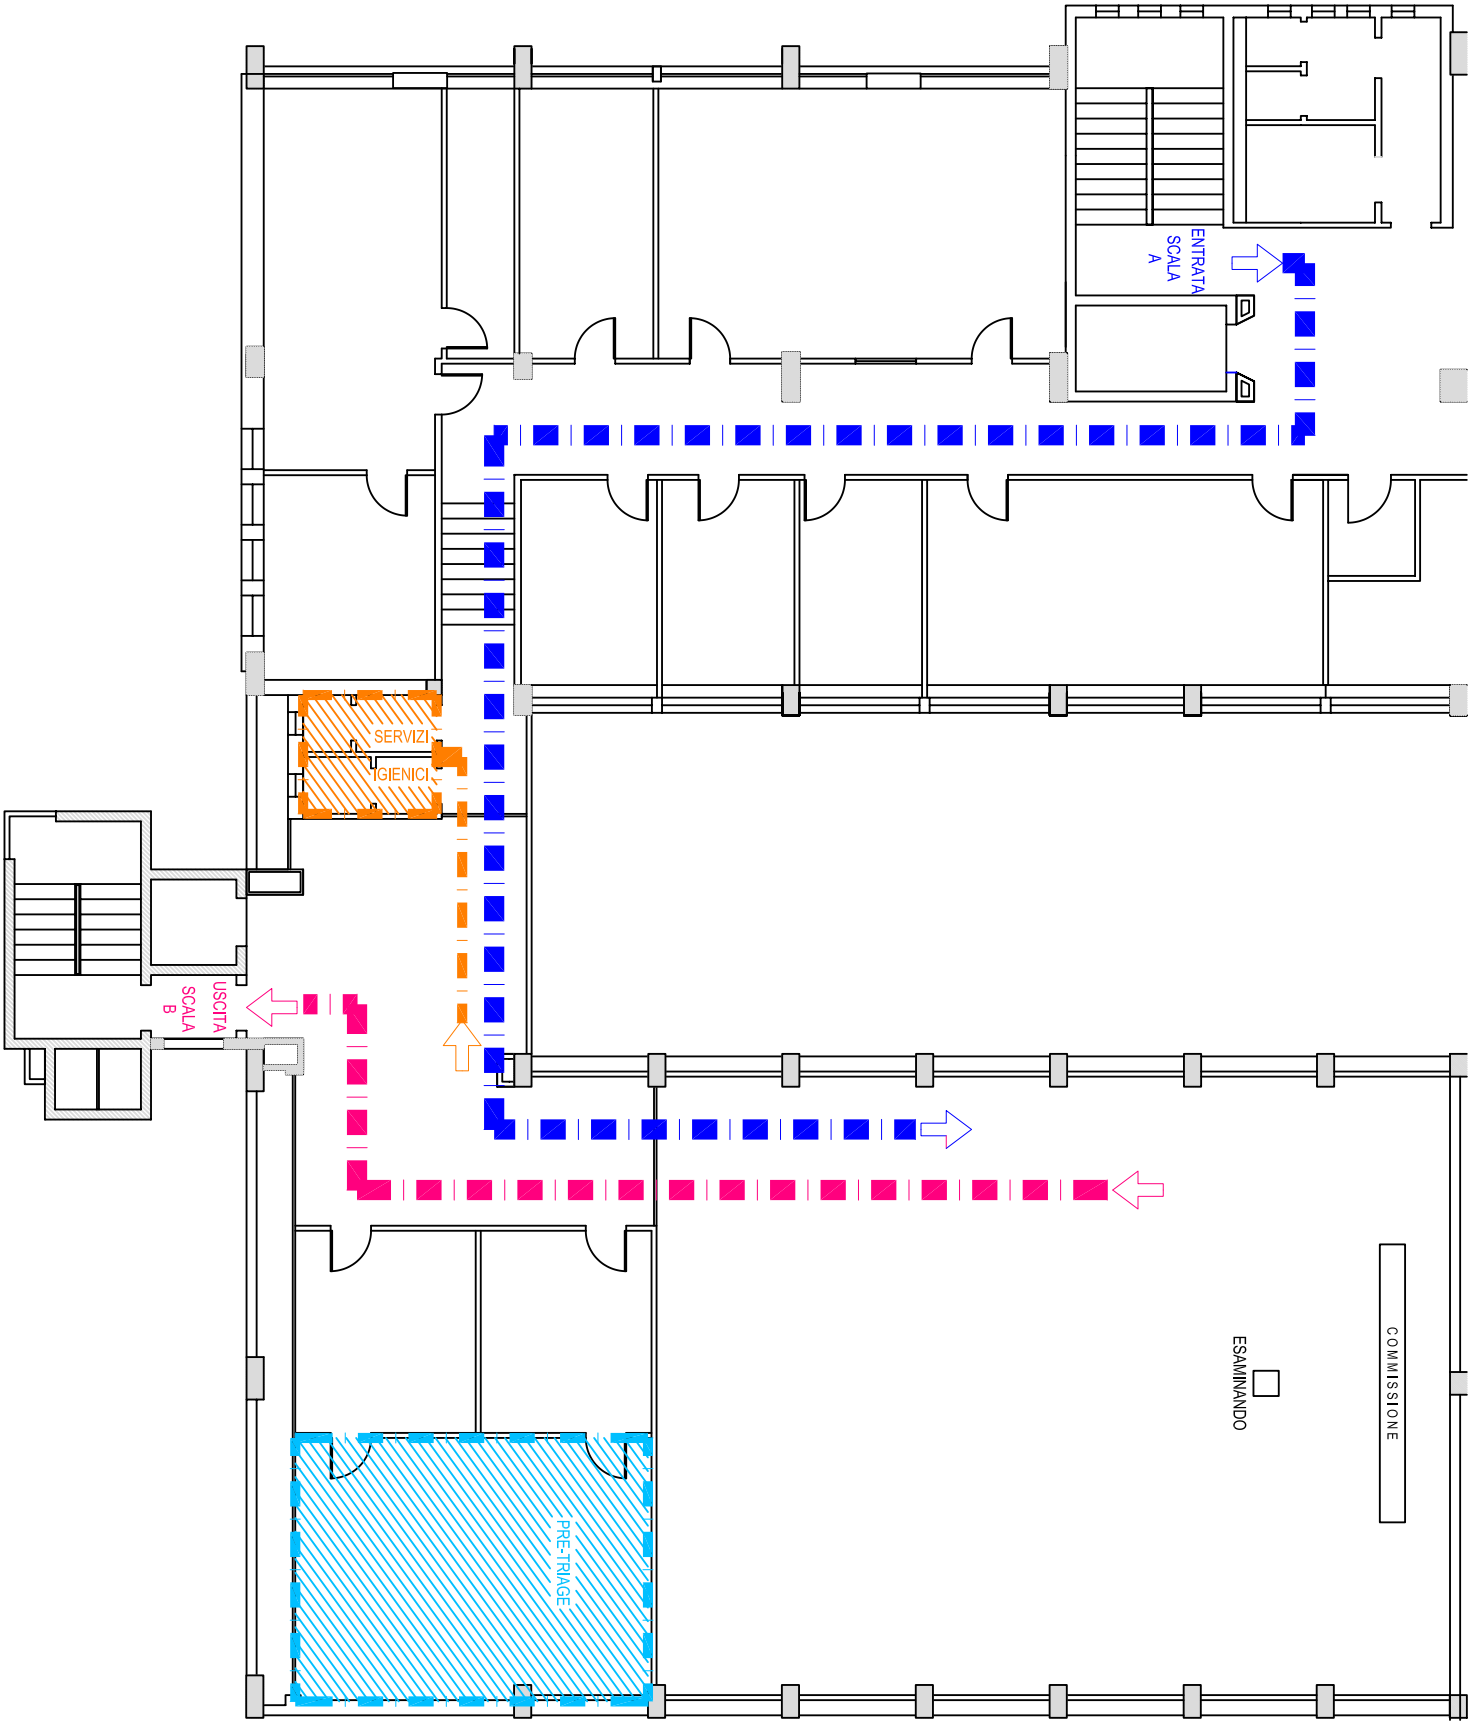 ENTRATA
SCALA
A
SERVIZI
IGIENICI
USCITA
SCALA
B
COMMISSIONE
ESAMINANDO
PRE-TRIAGE